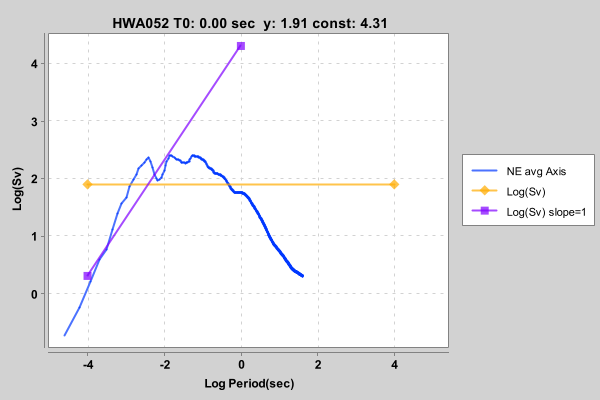 HWA052 T0: 0.00 sec  y: 1.91 const: 4.31
Log(Sv)
4
3
2
1
0
-4
-2
0
2
4
Log Period(sec)
NE avg Axis
Log(Sv)
Log(Sv) slope=1